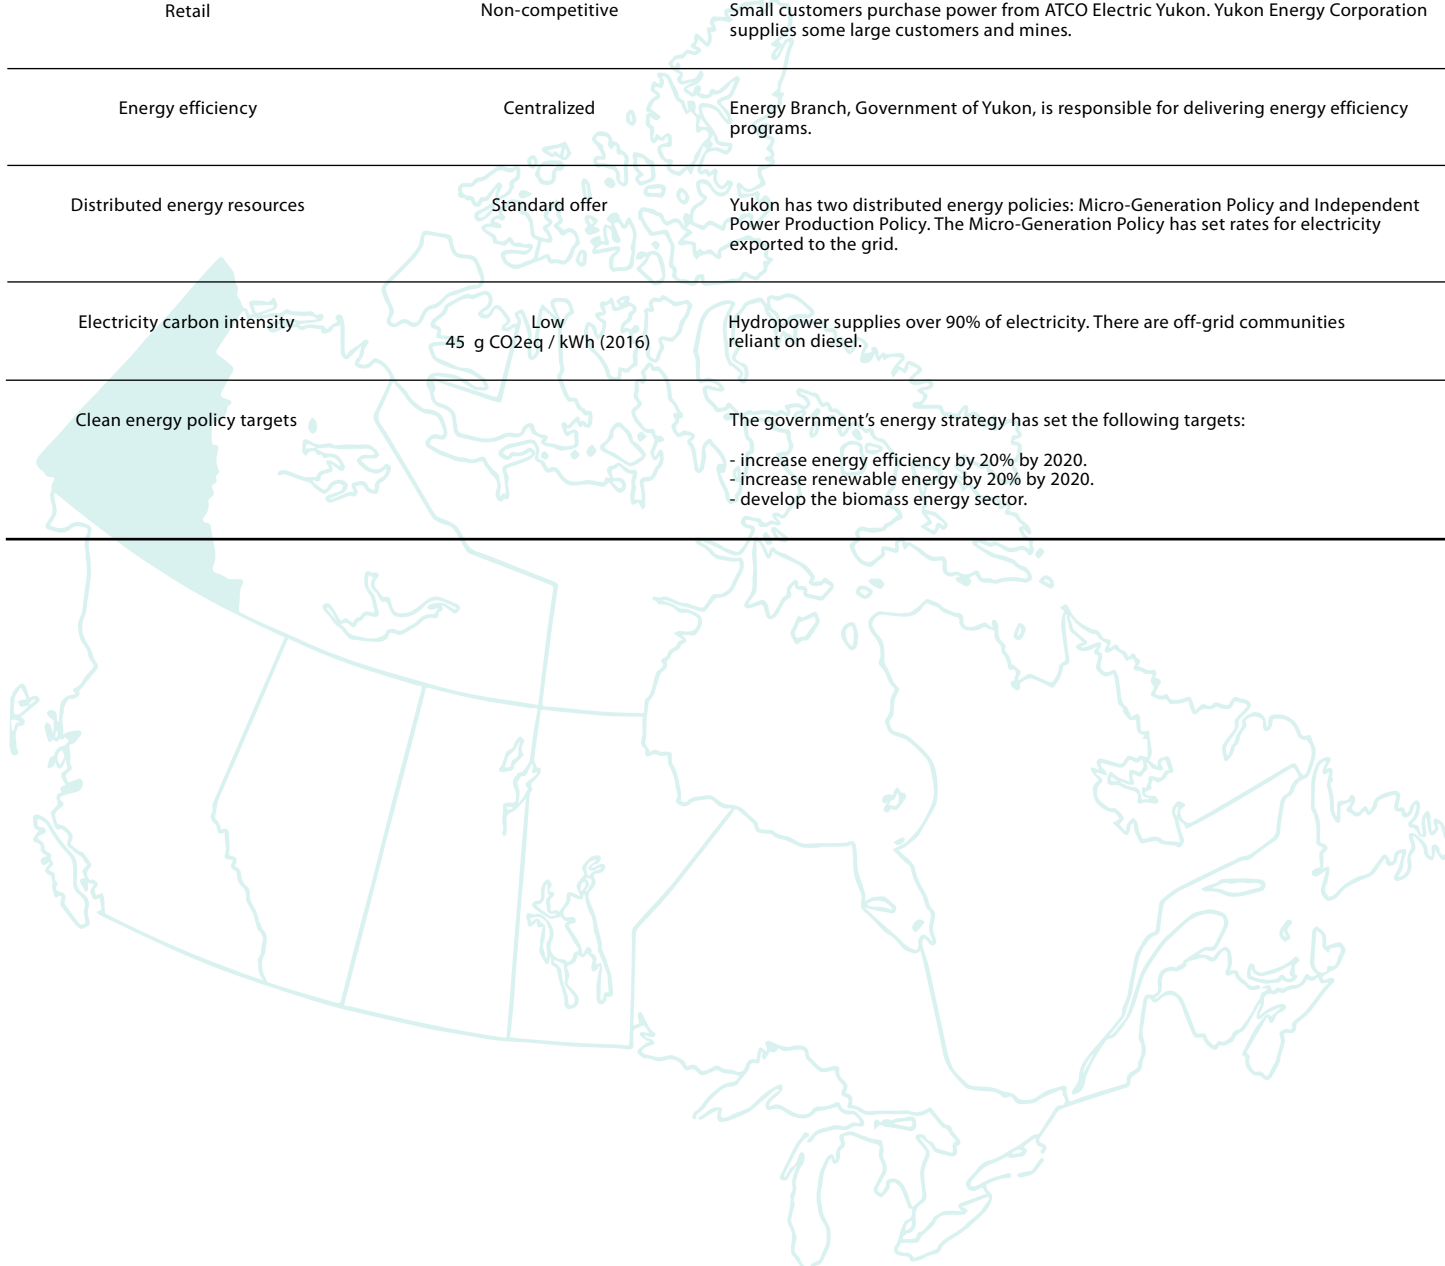 Retail
Non-competitive
Small customers purchase power from ATCO Electric Yukon. Yukon Energy Corporation
supplies some large customers and mines.
Energy efficiency
Centralized
Energy Branch, Government of Yukon, is responsible for delivering energy efficiency
programs.
Distributed energy resources
Standard offer
Yukon has two distributed energy policies: Micro-Generation Policy and Independent
Power Production Policy. The Micro-Generation Policy has set rates for electricity
exported to the grid.
Electricity carbon intensity
Low
45 g CO2eq / kWh (2016)
Hydropower supplies over 90% of electricity. There are off-grid communities
reliant on diesel.
Clean energy policy targets
The government’s energy strategy has set the following targets:
- increase energy efficiency by 20% by 2020.
- increase renewable energy by 20% by 2020.
- develop the biomass energy sector.